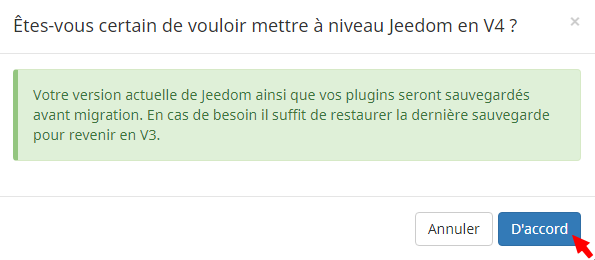 Êtes-vous certain de vouloir mettre à niveau Jeedom en V4 ?
×
Votre version actuelle de Jeedom ainsi que vos plugins seront sauvegardés
avant migration. En cas de besoin il suffit de restaurer la dernière sauvegarde
pour revenir en V3.
Annuler
D'accord